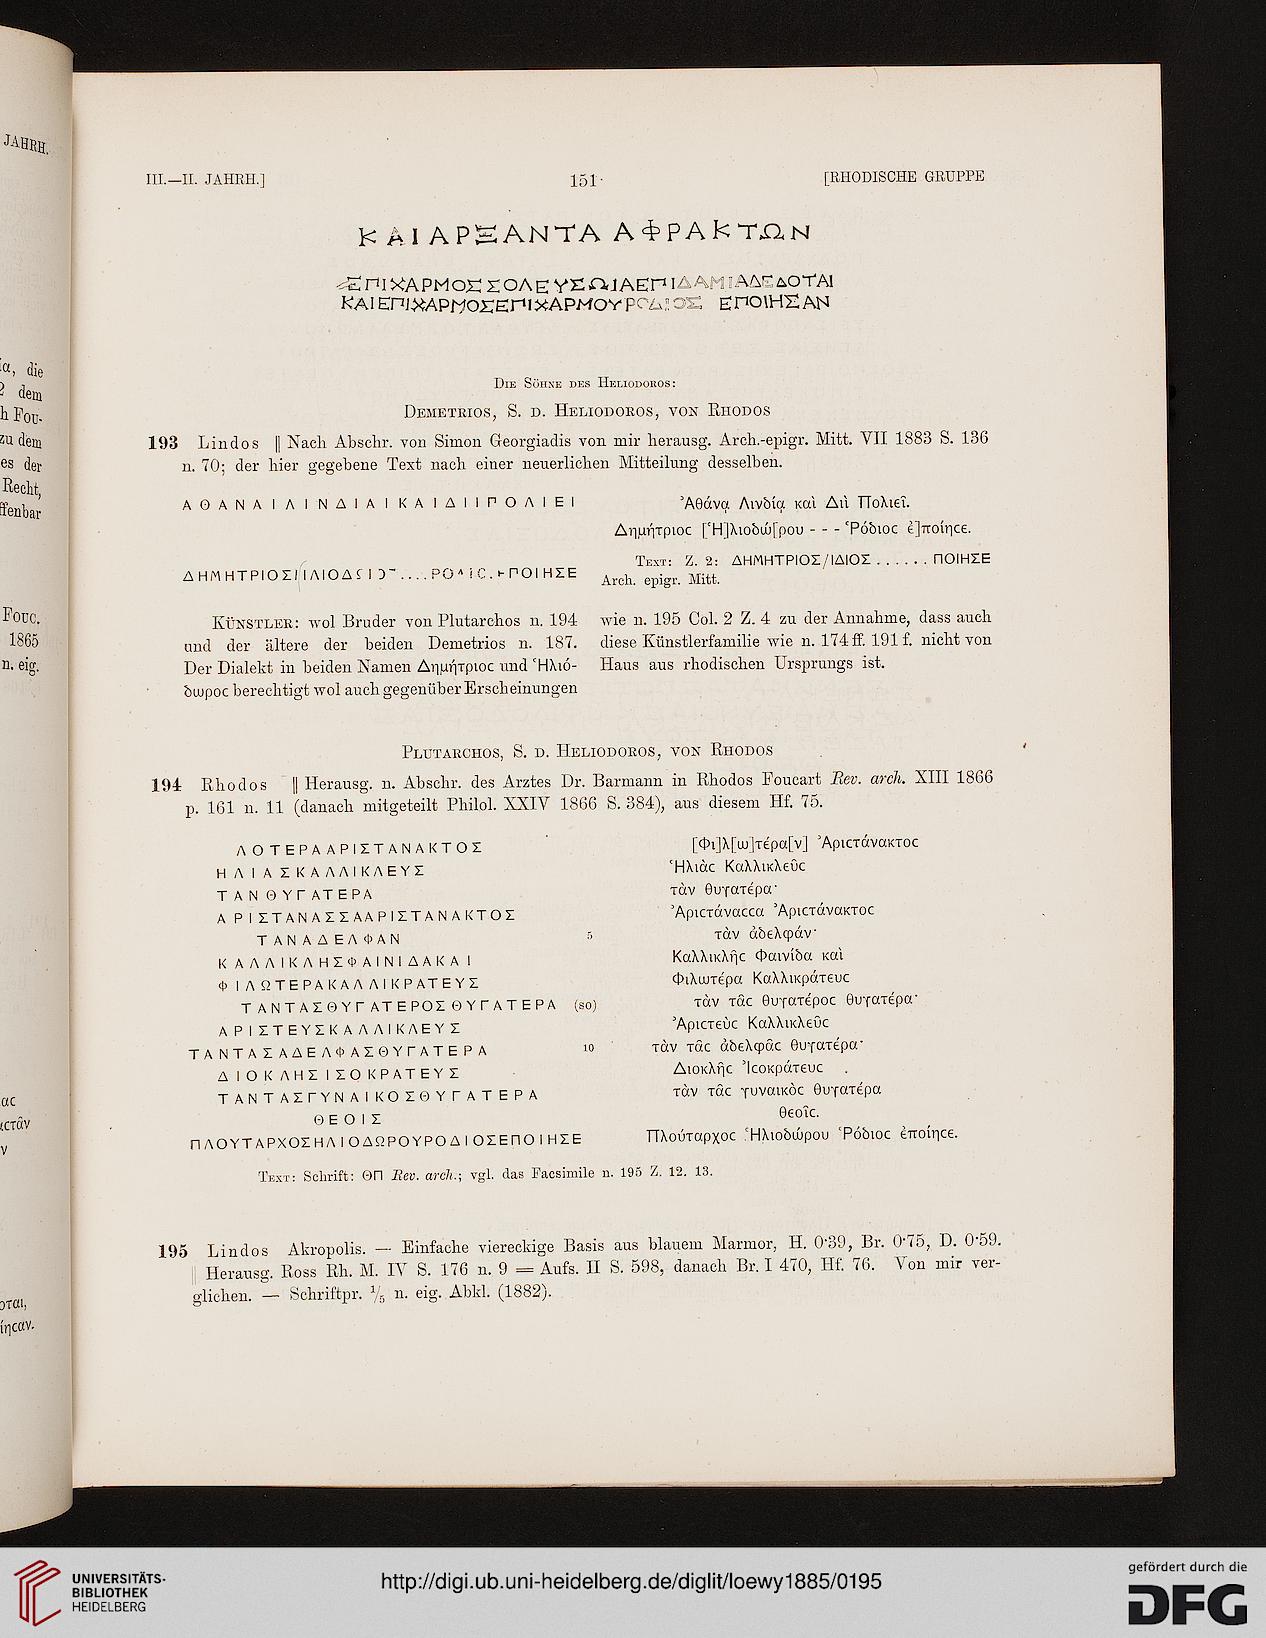 JAHRH.
III.—II. JAHRH.]
151
[RHODISCHE GRUPPE
ΚΑΙ ΑΡΞΑΝΤΑ ΑΦΡΑΚΤΩΝ
ΕΠΙΧΑΡΜΟΣΣΟΛΕΥΣΩΙΑΕΠΙΔΑΜΙΑΔΕΔΟΤΑΙ
ΚΑΙΕΠΙΧΑΡΜΟΣΕΠΙΧΑΡΜΟΥΡΟΔΙΟΣ ΕΠΟΙΗΣΑΝ
Die Söhne des Heliodoros:
Demetrios, S. d. Heliodoros, von Rhodos
193 Lindos || Nach Abschr. von Simon Georgiadis von mir herausg. Arch.-epigr. Mitt. VII 1883 S. 136
n. 70; der hier gegebene Text nach einer neuerlichen Mitteilung desselben.
ΑΘΑΝΑΙΛΙΝΔΙΑΙΚΑΙΔΙΙΠΟΛΙΕΙ
Ἀθάνᾳ Λινδίᾳ καὶ Διὶ Πολιεῖ.
Δημήτριος [Ἡ]λιοδώ[ρου - - - Ῥόδιος ἐ]ποίησε.
Text: Z. 2: ΔΗΜΗΤΡΙΟΣ/ΙΔΙΟΣ . . . . . . ΠΟΙΗΣΕ
Arch. epigr. Mitt.
Künstler: wol Bruder von Plutarchos n. 194
und der ältere der beiden Demetrios n. 187.
Der Dialekt in beiden Namen Δημήτριος und Ἡλιό-
δωρος berechtigt wol auch gegenüber Erscheinungen
wie n. 195 Col. 2 Z. 4 zu der Annahme, dass auch
diese Künstlerfamilie wie n. 174 ff. 191 f. nicht von
Haus aus rhodischen Ursprungs ist.
Plutarchos, S. d. Heliodoros, von Rhodos
194 Rhodos || Herausg. n. Abschr. des Arztes Dr. Barmann in Rhodos Foucart Rev. arch. XIII 1866
p. 161 n. 11 (danach mitgeteilt Philol. XXIV 1866 S. 384), aus diesem Hf. 75.
ΛΟΤΕΡΑΑΡΙΣΤΑΝΑΚΤΟΣ
ΗΛΙΑΣΚΑΛΛΙΚΛΕΥΣ
ΤΑΝΘΥΓΑΤΕΡΑ
ΑΡΙΣΤΑΝΑΣΣΑΑΡΙΣΤΑΝΑΚΤΟΣ
ΤΑΝΑΔΕΛΦΑΝ 5
ΚΑΛΛΙΚΛΗΣΦΑΙΝΙΔΑΚΑΙ
ΦΙΛΩΤΕΡΑΚΑΛΛΙΚΡΑΤΕΥΣ
ΤΑΝΤΑΣΘΥΓΑΤΕΡΟΣΘΥΓΑΤΕΡΑ (so)
ΑΡΙΣΤΕΥΣΚΑΛΛΙΚΛΕΥΣ
ΤΑΝΤΑΣΑΔΕΛΦΑΣΘΥΓΑΤΕΡΑ 10
ΔΙΟΚΛΗΣΙΣΟΚΡΑΤΕΥΣ
ΤΑΝΤΑΣΓΥΝΑΙΚΟΣΘΥΓΑΤΕΡΑ
ΘΕΟΙΣ
ΠΛΟΥΤΑΡΧΟΣΗΛΙΟΔΩΡΟΥΡΟΔΙΟΣΕΠΟΙΗΣΕ
[Φι]λ[ω]τέρα[ν] Ἀριστάνακτος
Ἡλιὰς Καλλικλεῦς
τὰν θυγατέρα·
Ἀριστάνασσα Ἀριστάνακτος
τὰν ἀδελφάν·
Καλλικλῆς Φαινίδα καὶ
Φιλωτέρα Καλλικράτευς
τὰν τᾶς θυγατέρος θυγατέρα·
Ἀριστεὺς Καλλικλεῦς
τὰν τᾶς ἀδελφᾶς θυγατέρα·
Διοκλῆς Ἰσοκράτευς
τὰν τᾶς γυναικὸς θυγατέρα
θεοῖς.
Πλούταρχος Ἡλιοδώρου Ῥόδιος ἐποίησε.
Text: Schrift: ΘΠ Rev. arch.; vgl. das Facsimile n. 195 Z. 12. 13.
195 Lindos Akropolis. — Einfache viereckige Basis aus blauem Marmor, H. 0·39, Br. 0·75, D. 0·59.
|| Herausg. Ross Rh. M. IV S. 176 n. 9 = Aufs. II S. 598, danach Br. I 470, Hf. 76. Von mir ver-
glichen. — Schriftpr. 1/5 n. eig. Abkl. (1882).
UNIVERSITÄTS-
BIBLIOTHEK
HEIDELBERG
http://digi.ub.uni-heidelberg.de/diglit/loewy1885/0195
gefördert durch die
DFG